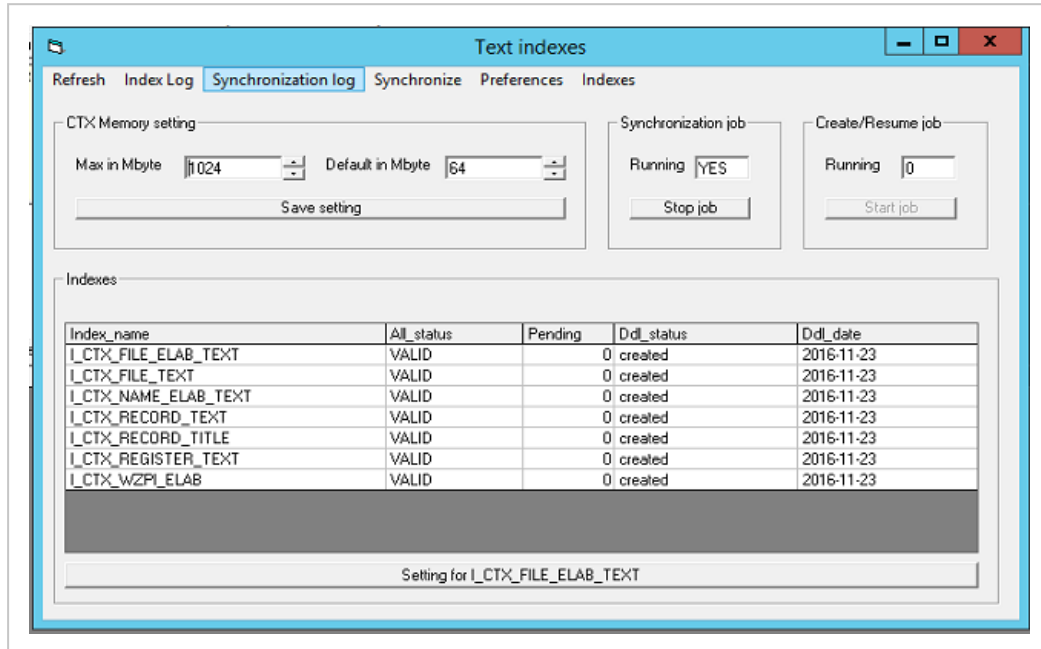 Text indexes
Refresh Index Log Synchronization log Synchronize Preferences Indexes
CTX Memory setting Synchronization job Create/Resume job
Max in Mbyte 1024 Default in Mbyte 64 Running YES Running 0
Save setting Stop job Start job
Indexes
Index_name All_status Pending Ddl_status Ddl_date
I_CTX_FILE_ELAB_TEXT VALID 0 created 2016-11-23
I_CTX_FILE_TEXT VALID 0 created 2016-11-23
I_CTX_NAME_ELAB_TEXT VALID 0 created 2016-11-23
I_CTX_RECORD_TEXT VALID 0 created 2016-11-23
I_CTX_RECORD_TITLE VALID 0 created 2016-11-23
I_CTX_REGISTER_TEXT VALID 0 created 2016-11-23
I_CTX_WZPI_ELAB VALID 0 created 2016-11-23
Setting for I_CTX_FILE_ELAB_TEXT